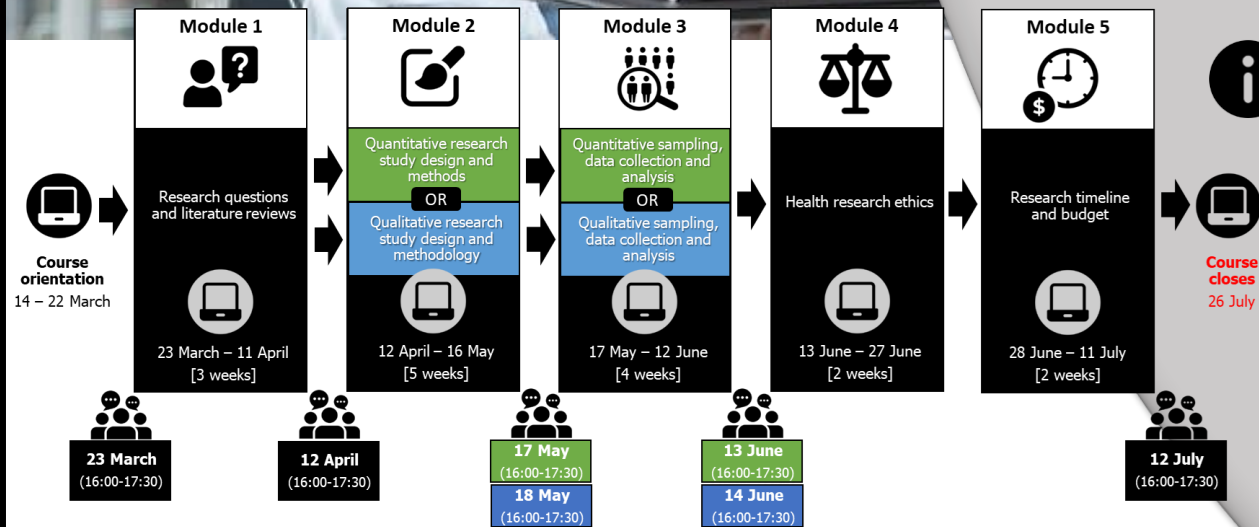 Module 1
?
Research questions
and literature reviews
23 March – 11 April
[3 weeks]
Module 2
Quantitative research
study design and
methods
OR
Qualitative research
study design and
methodology
12 April – 16 May
[5 weeks]
Module 3
Quantitative sampling,
data collection and
analysis
OR
Qualitative sampling,
data collection and
analysis
17 May – 12 June
[4 weeks]
Module 4
Health research ethics
13 June – 27 June
[2 weeks]
Module 5
$
Research timeline
and budget
28 June – 11 July
[2 weeks]
i
Course
orientation
14 – 22 March
Course
closes
26 July
23 March
(16:00-17:30)
12 April
(16:00-17:30)
17 May
(16:00-17:30)
18 May
(16:00-17:30)
13 June
(16:00-17:30)
14 June
(16:00-17:30)
12 July
(16:00-17:30)